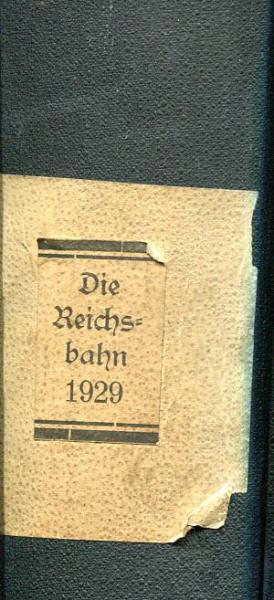 Die
Reichs=
bahn
1929